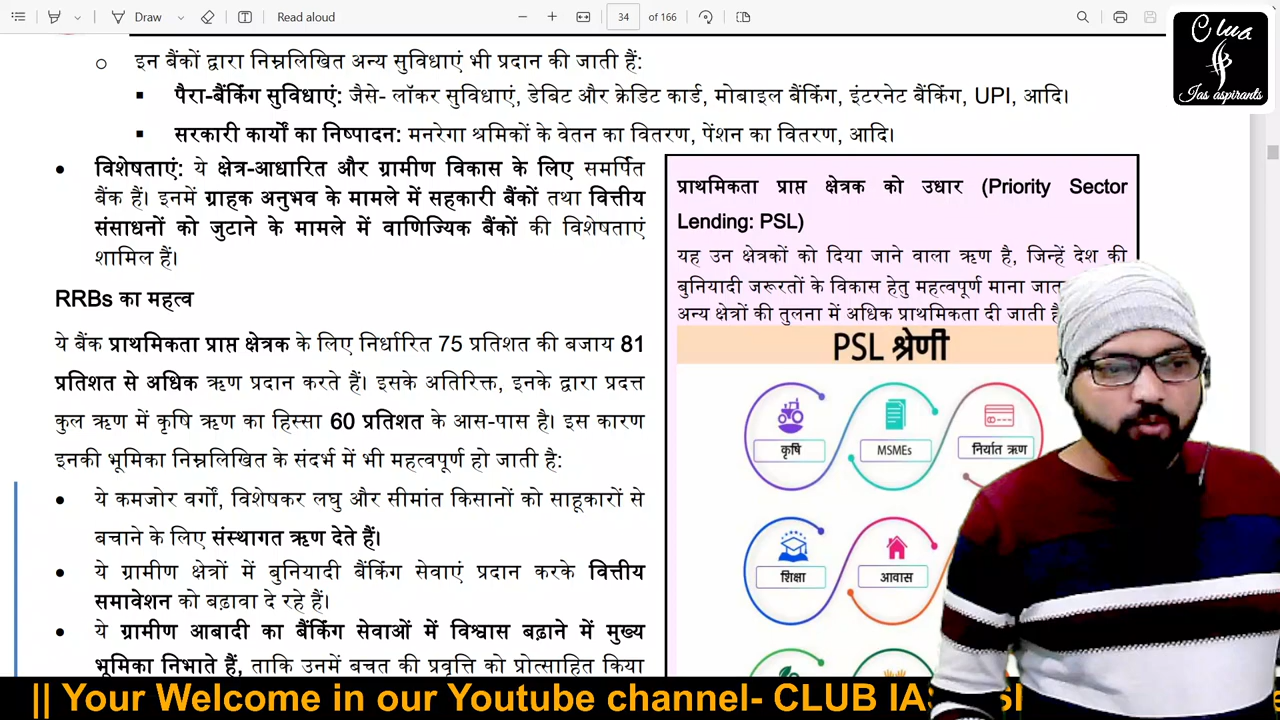 Draw
Read aloud
34
of 166
Clua
Ias aspirants
इन बैंकों द्वारा निम्नलिखित अन्य सुविधाएं भी प्रदान की जाती हैं:
पैरा-बैंकिंग सुविधाएं: जैसे- लॉकर सुविधाएं, डेबिट और क्रेडिट कार्ड, मोबाइल बैंकिंग, इंटरनेट बैंकिंग, UPI, आदि।
सरकारी कार्यों का निष्पादन: मनरेगा श्रमिकों के वेतन का वितरण, पेंशन का वितरण, आदि।
विशेषताएं: ये क्षेत्र-आधारित और ग्रामीण विकास के लिए समर्पित
बैंक हैं। इनमें ग्राहक अनुभव के मामले में सहकारी बैंकों तथा वित्तीय
संसाधनों को जुटाने के मामले में वाणिज्यिक बैंकों की विशेषताएं
शामिल हैं।
RRBs का महत्व
ये बैंक प्राथमिकता प्राप्त क्षेत्रक के लिए निर्धारित 75 प्रतिशत की बजाय 81
प्रतिशत से अधिक ऋण प्रदान करते हैं। इसके अतिरिक्त, इनके द्वारा प्रदत्त
कुल ऋण में कृषि ऋण का हिस्सा 60 प्रतिशत के आस-पास है। इस कारण
इनकी भूमिका निम्नलिखित के संदर्भ में भी महत्वपूर्ण हो जाती है:
ये कमजोर वर्गों, विशेषकर लघु और सीमांत किसानों को साहूकारों से
बचाने के लिए संस्थागत ऋण देते हैं।
ये ग्रामीण क्षेत्रों में बुनियादी बैंकिंग सेवाएं प्रदान करके वित्तीय
समावेशन को बढ़ावा दे रहे हैं।
ये ग्रामीण आबादी का बैंकिंग सेवाओं में विश्वास बढ़ाने में मुख्य
भूमिका निभाते हैं, ताकि उनमें बचत की प्रवृत्ति को प्रोत्साहित किया
प्राथमिकता प्राप्त क्षेत्रक को उधार (Priority Sector
Lending: PSL)
यह उन क्षेत्रकों को दिया जाने वाला ऋण है, जिन्हें देश की
बुनियादी जरूरतों के विकास हेतु महत्वपूर्ण माना
अन्य क्षेत्रों की तुलना में अधिक प्राथमिकता दी जाती
PSL श्रेणी
कृषि
MSMEs
निर्यात ऋण
शिक्षा
आवास
|| Your Welcome in our Youtube channel- CLUB IAS